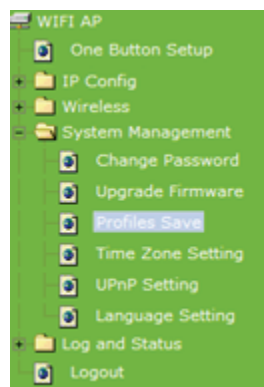 WIFI AP
One Button Setup
IP Config
Wireless
System Management
Change Password
Upgrade Firmware
Profiles Save
Time Zone Setting
UPnP Setting
Language Setting
Log and Status
Logout